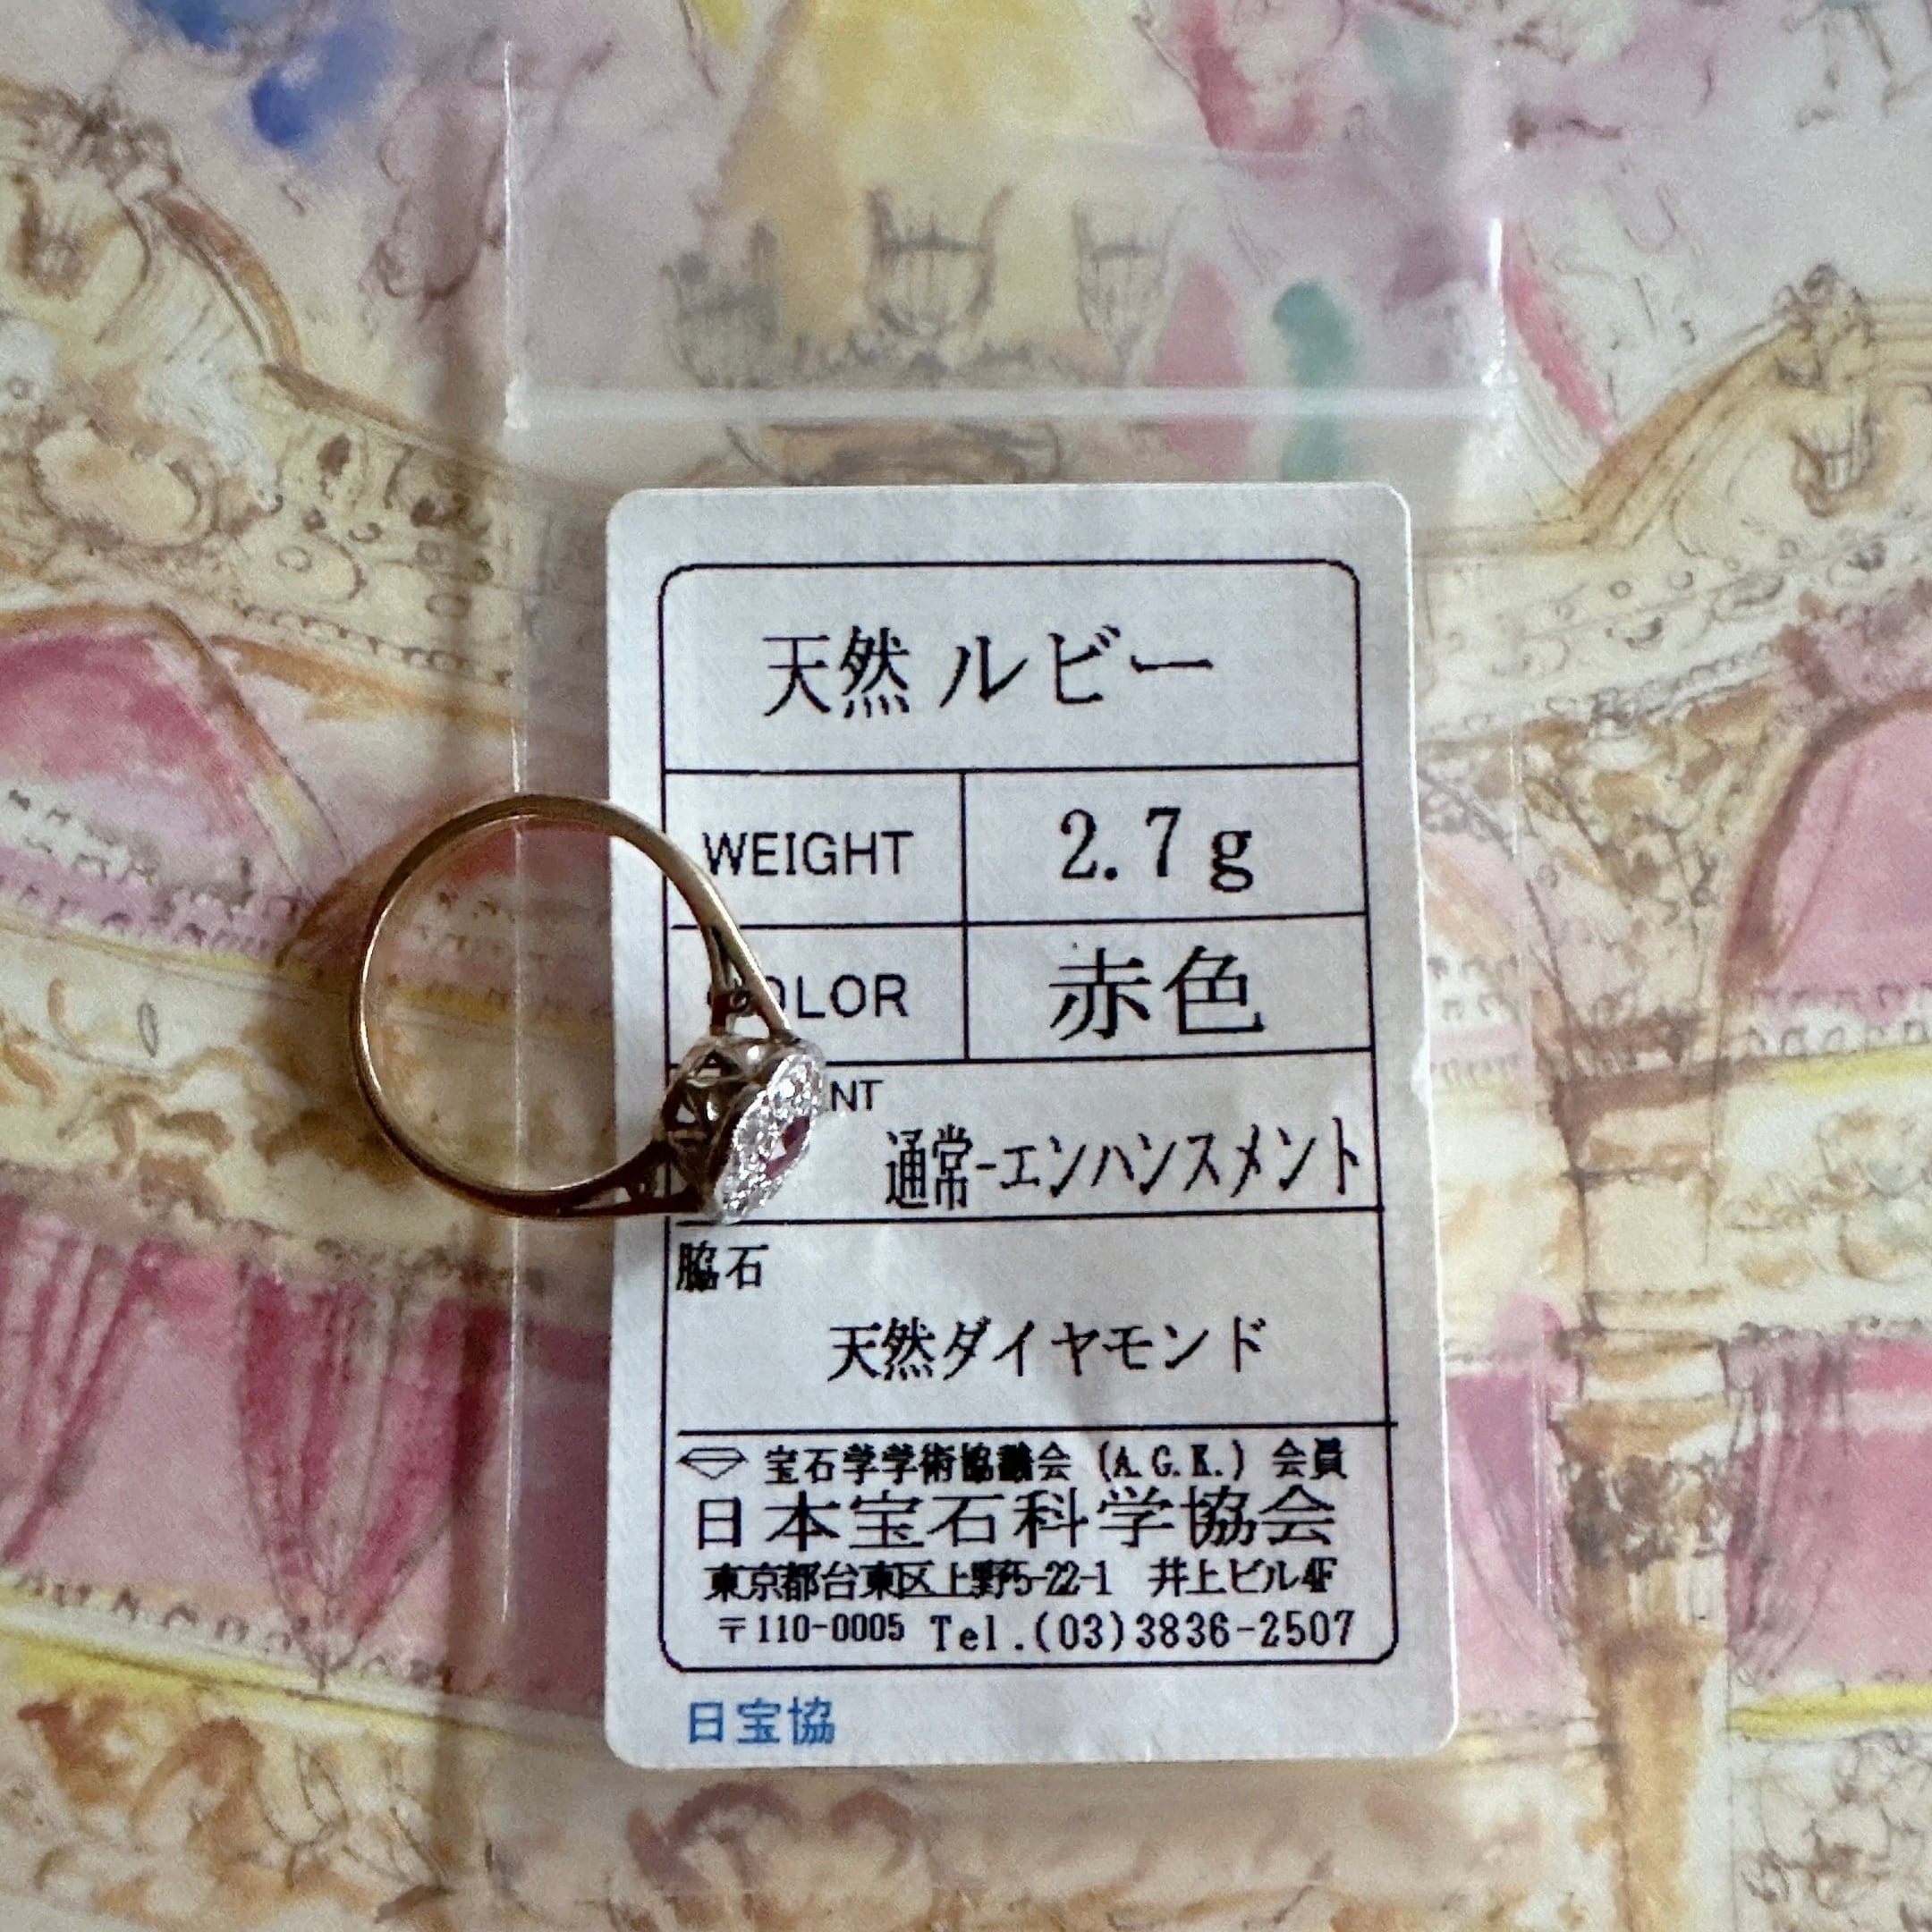 天然 ルビー
WEIGHT 2.7g
COLOR 赤色
通常-エンハンスメント
脇石
天然ダイヤモンド
宝石学学術協議会 (A.G.K.) 会員
日本宝石科学協会
東京都台東区上野5-22-1 井上ビル4F
〒110-0005 Tel.(03)3836-2507
日宝協